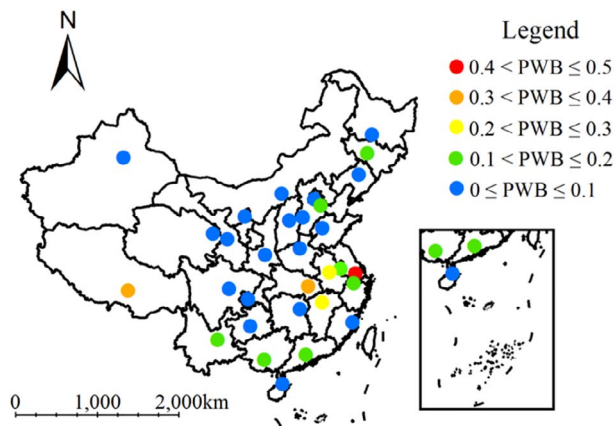 N
Legend
0.4 < PWB ≤ 0.5
0.3 < PWB ≤ 0.4
0.2 < PWB ≤ 0.3
0.1 < PWB ≤ 0.2
0 ≤ PWB ≤ 0.1
0 1,000 2,000km